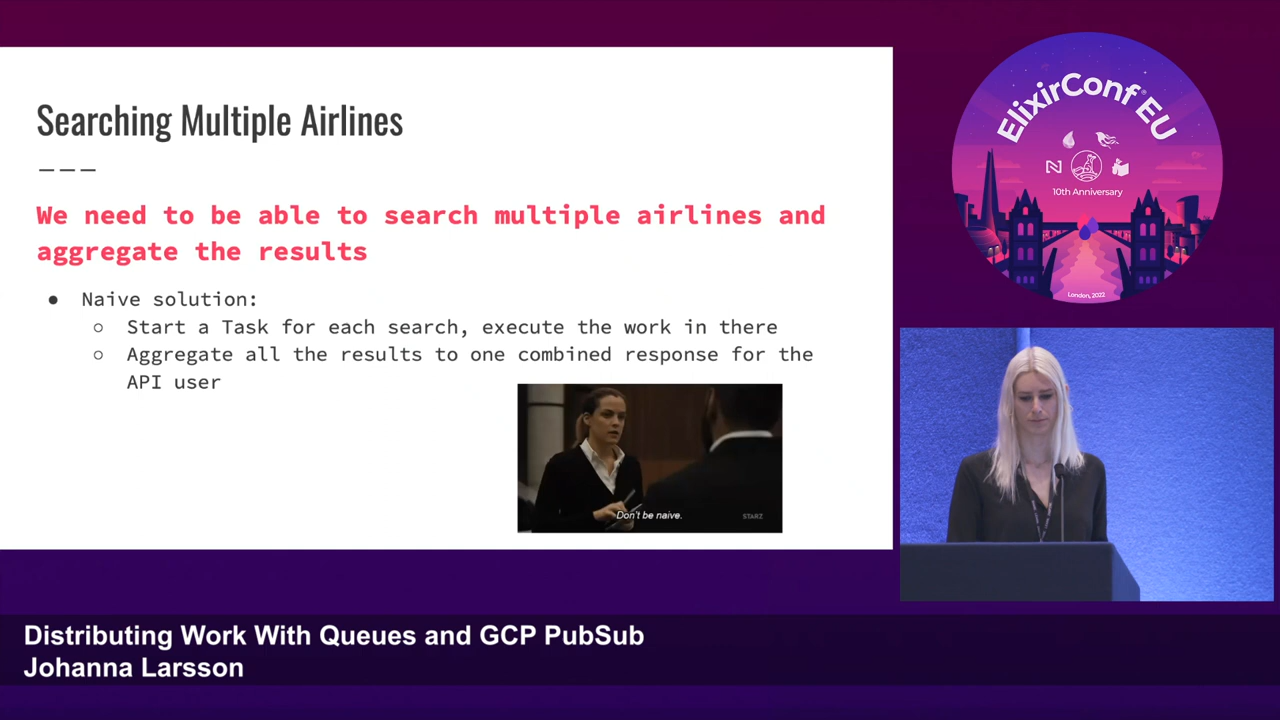 Searching Multiple Airlines
We need to be able to search multiple airlines and
aggregate the results
● Naive solution:
○ Start a Task for each search, execute the work in there
○ Aggregate all the results to one combined response for the
API user
Don't be naive.
STARZ
ElixirConf® EU
10th Anniversary
London, 2022
Distributing Work With Queues and GCP PubSub
Johanna Larsson